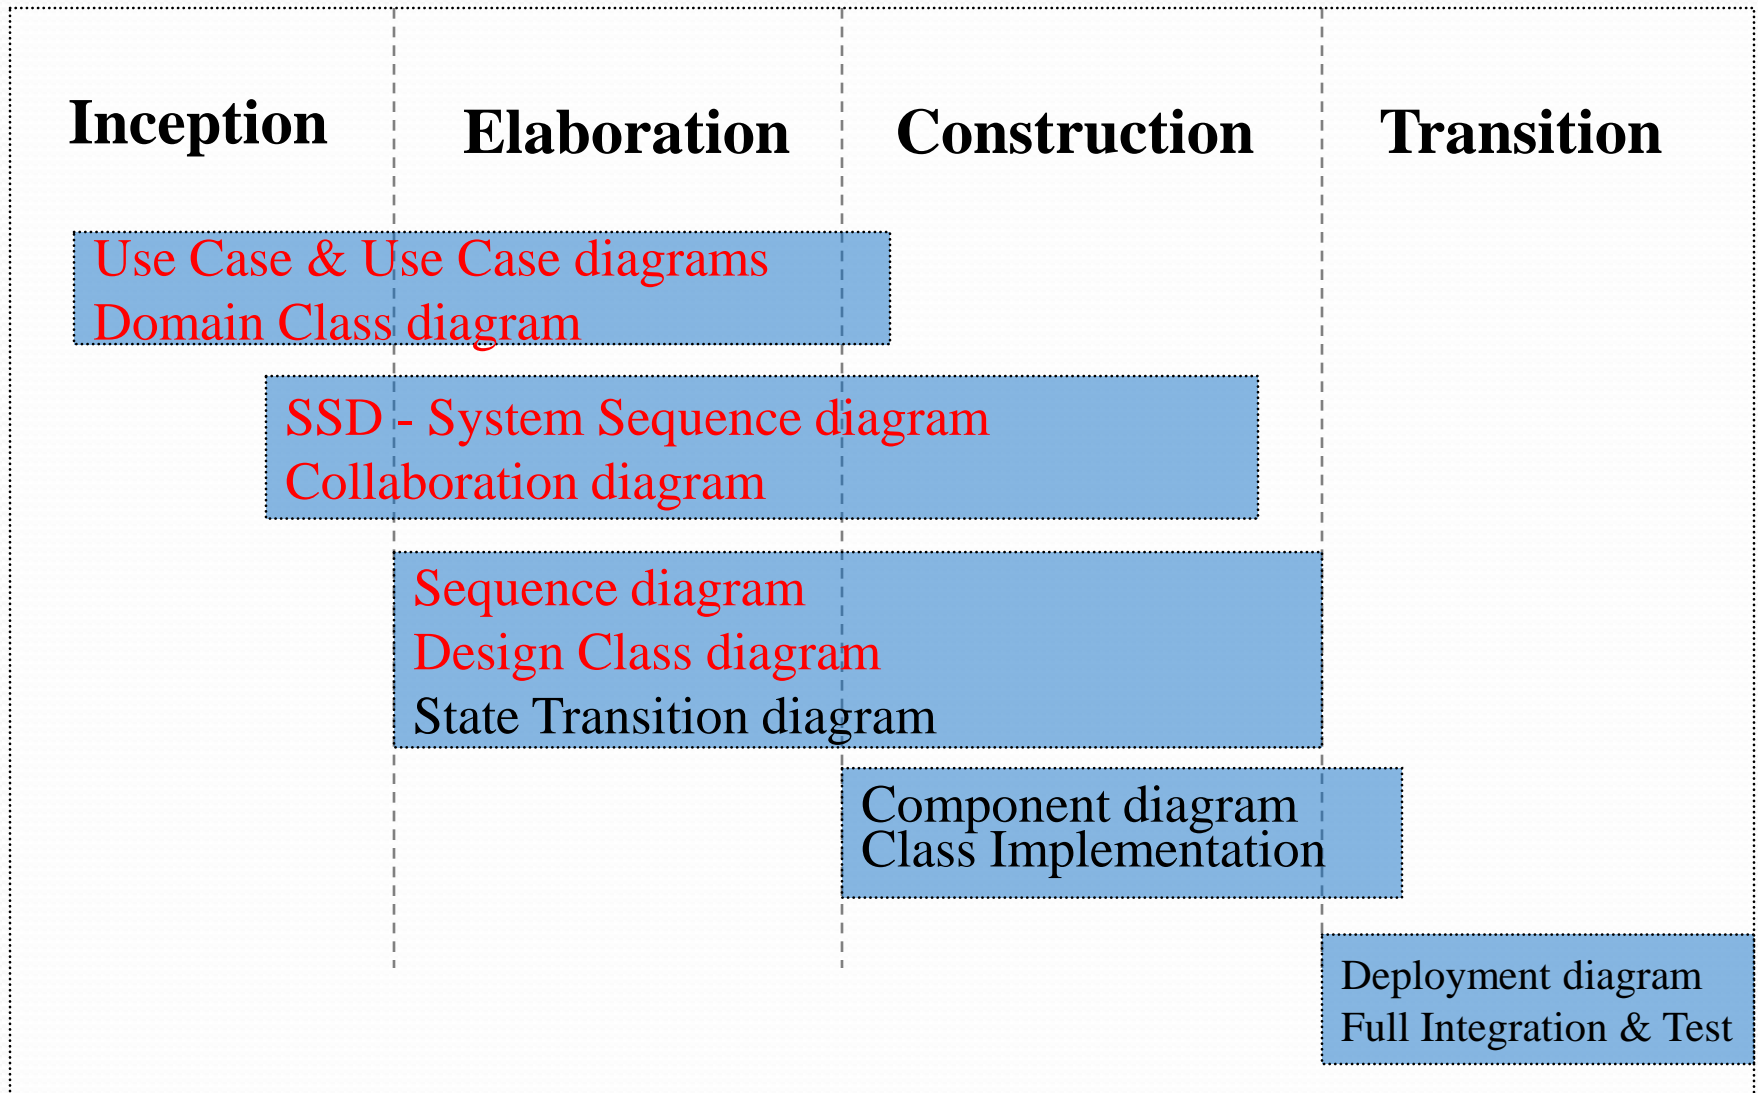 Inception
Elaboration
Construction
Transition
Use Case & Use Case diagrams
Domain Class diagram
SSD - System Sequence diagram
Collaboration diagram
Sequence diagram
Design Class diagram
State Transition diagram
Component diagram
Class Implementation
Deployment diagram
Full Integration & Test